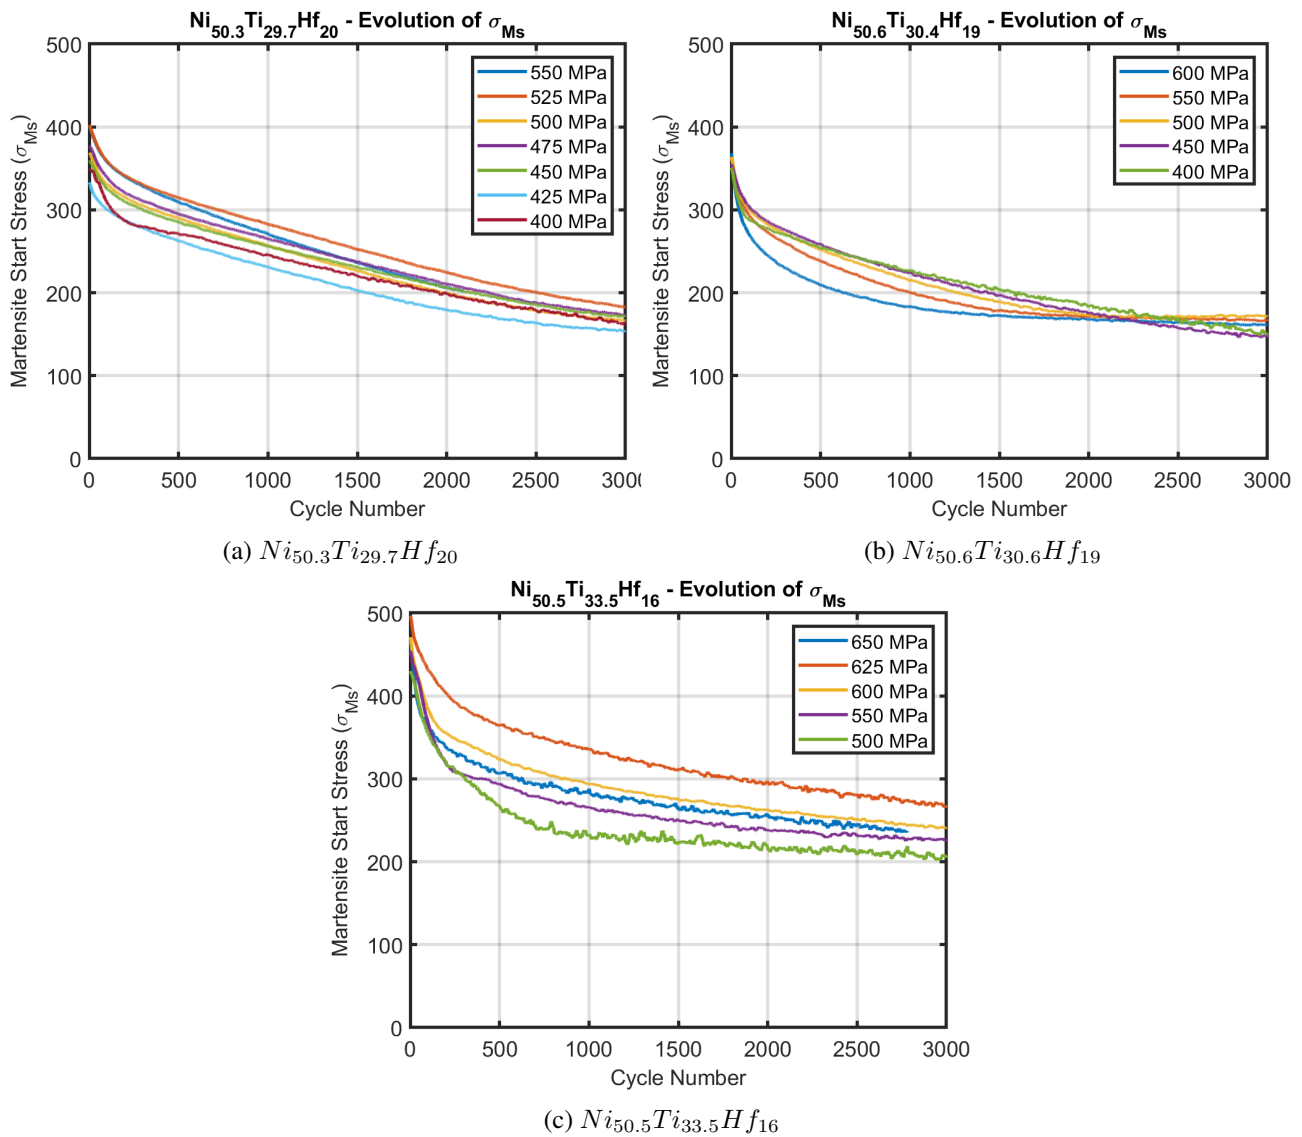 Ni50.3Ti29.7Hf20 - Evolution of σMs
500
400
300
200
100
0
Martensite Start Stress (σMs)
550 MPa
525 MPa
500 MPa
475 MPa
450 MPa
425 MPa
400 MPa
0 500 1000 1500 2000 2500 3000
Cycle Number
(a) Ni50.3Ti29.7Hf20
Ni50.6Ti30.4Hf19 - Evolution of σMs
500
400
300
200
100
0
Martensite Start Stress (σMs)
600 MPa
550 MPa
500 MPa
450 MPa
400 MPa
0 500 1000 1500 2000 2500 3000
Cycle Number
(b) Ni50.6Ti30.6Hf19
Ni50.5Ti33.5Hf16 - Evolution of σMs
500
400
300
200
100
0
Martensite Start Stress (σMs)
650 MPa
625 MPa
600 MPa
550 MPa
500 MPa
0 500 1000 1500 2000 2500 3000
Cycle Number
(c) Ni50.5Ti33.5Hf16